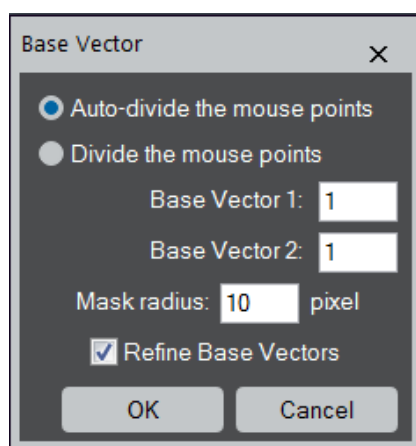 Base Vector
Auto-divide the mouse points
Divide the mouse points
Base Vector 1: 1
Base Vector 2: 1
Mask radius: 10 pixel
Refine Base Vectors
OK Cancel